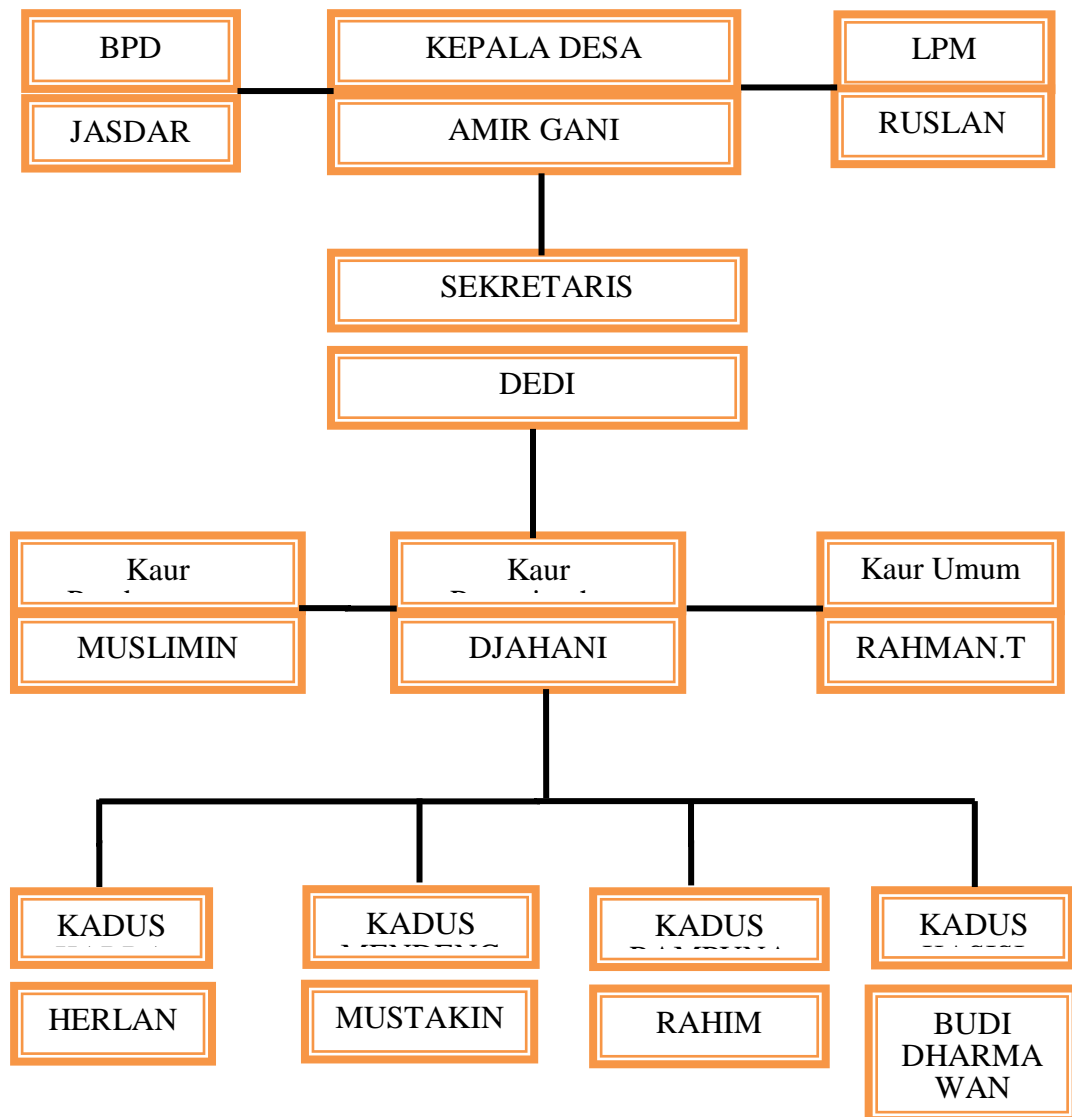 BPD
KEPALA DESA
LPM
JASDAR
AMIR GANI
RUSLAN
SEKRETARIS
DEDI
Kaur
Kaur
Kaur Umum
MUSLIMIN
DJAHANI
RAHMAN.T
KADUS
KADUS
KADUS
KADUS
HERLAN
MUSTAKIN
RAHIM
BUDI
DHARMA
WAN